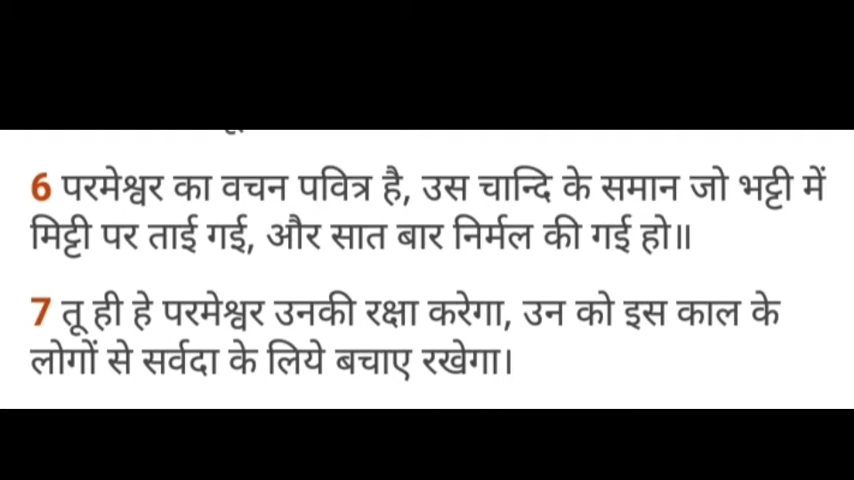 6 परमेश्वर का वचन पवित्र है, उस चान्दि के समान जो भट्टी में
मिट्टी पर ताई गई, और सात बार निर्मल की गई हो॥
7 तू ही हे परमेश्वर उनकी रक्षा करेगा, उन को इस काल के
लोगों से सर्वदा के लिये बचाए रखेगा।